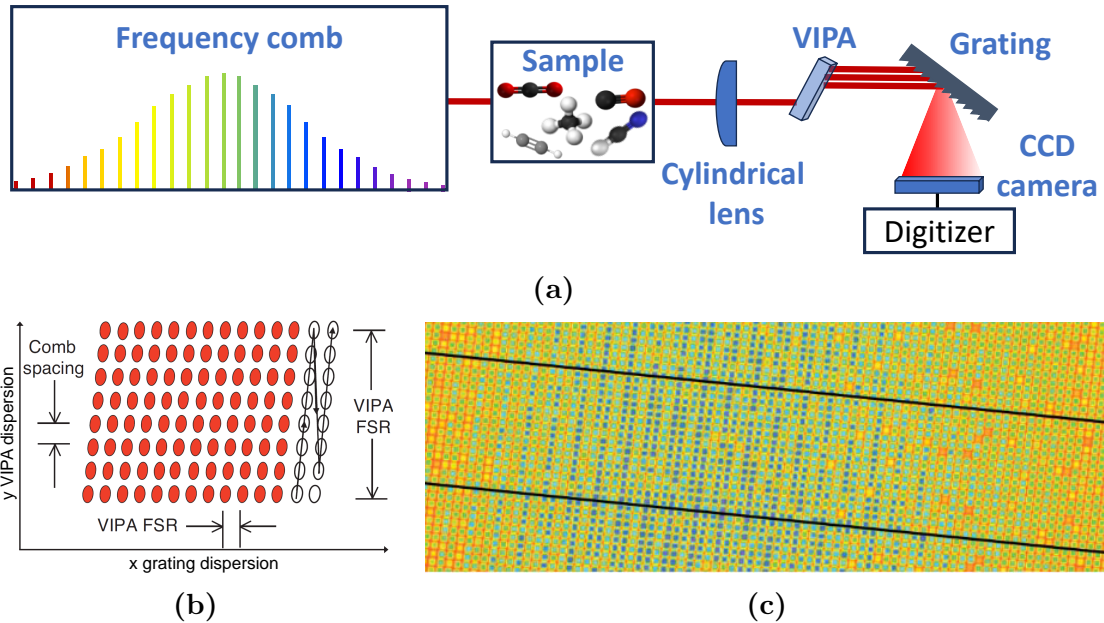 Frequency comb
Sample
VIPA
Grating
Cylindrical
lens
CCD
camera
Digitizer
(a)
Comb
spacing
VIPA
FSR
VIPA FSR
y VIPA dispersion
x grating dispersion
(b)
(c)